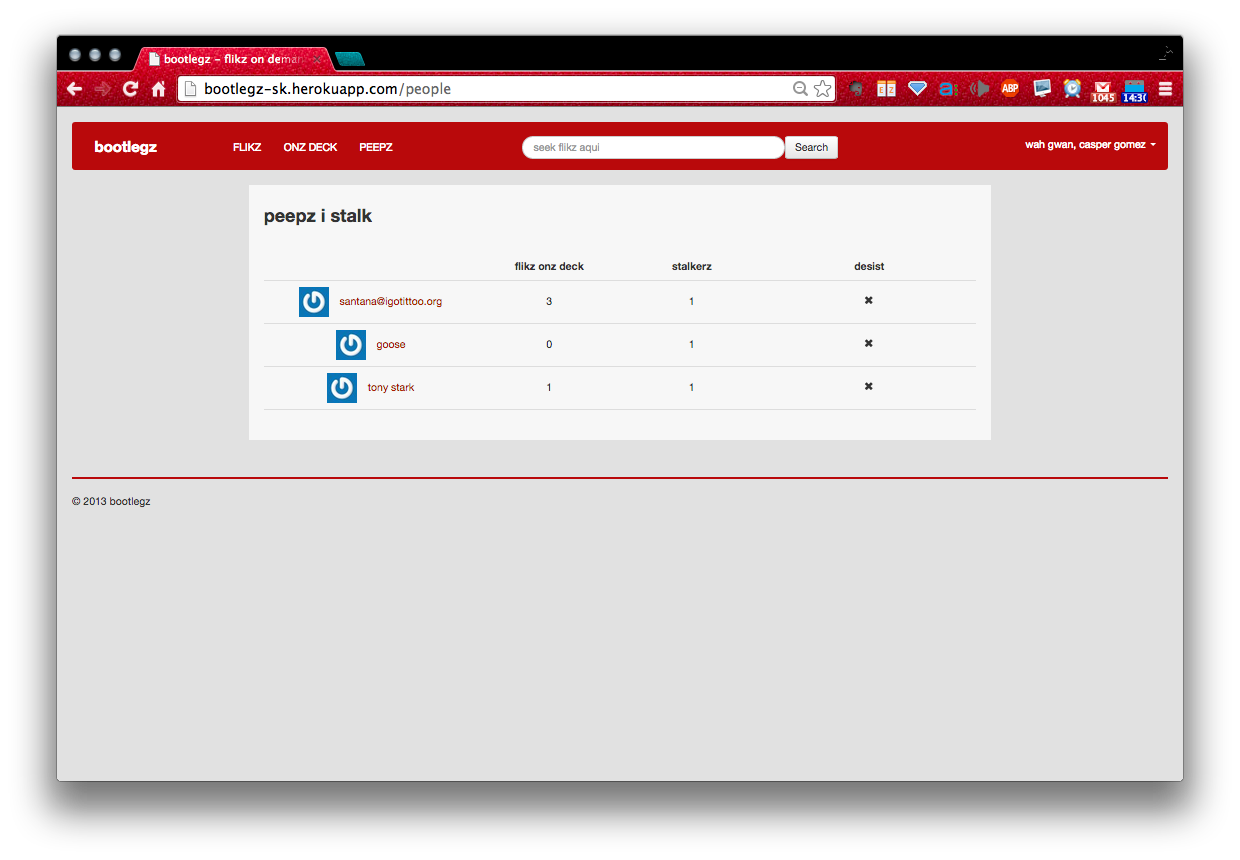 bootlegz – flikz on deman
bootlegz-sk.herokuapp.com/people
ABP
1045
14:3(
bootlegz FLIKZ ONZ DECK PEEPZ seek flikz aqui Search wah gwan, casper gomez
peepz i stalk
flikz onz deck stalkerz desist
santana@igotittoo.org 3 1 ✖
goose 0 1 ✖
tony stark 1 1 ✖
© 2013 bootlegz